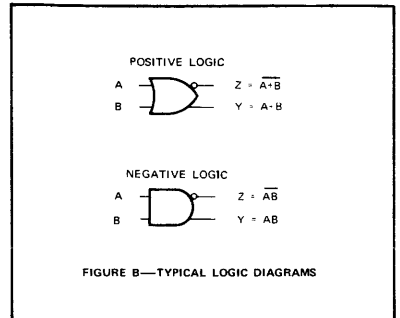 POSITIVE LOGIC
A Z = A+B
B Y = A-B
NEGATIVE LOGIC
A Z = AB
B Y = AB
FIGURE B—TYPICAL LOGIC DIAGRAMS